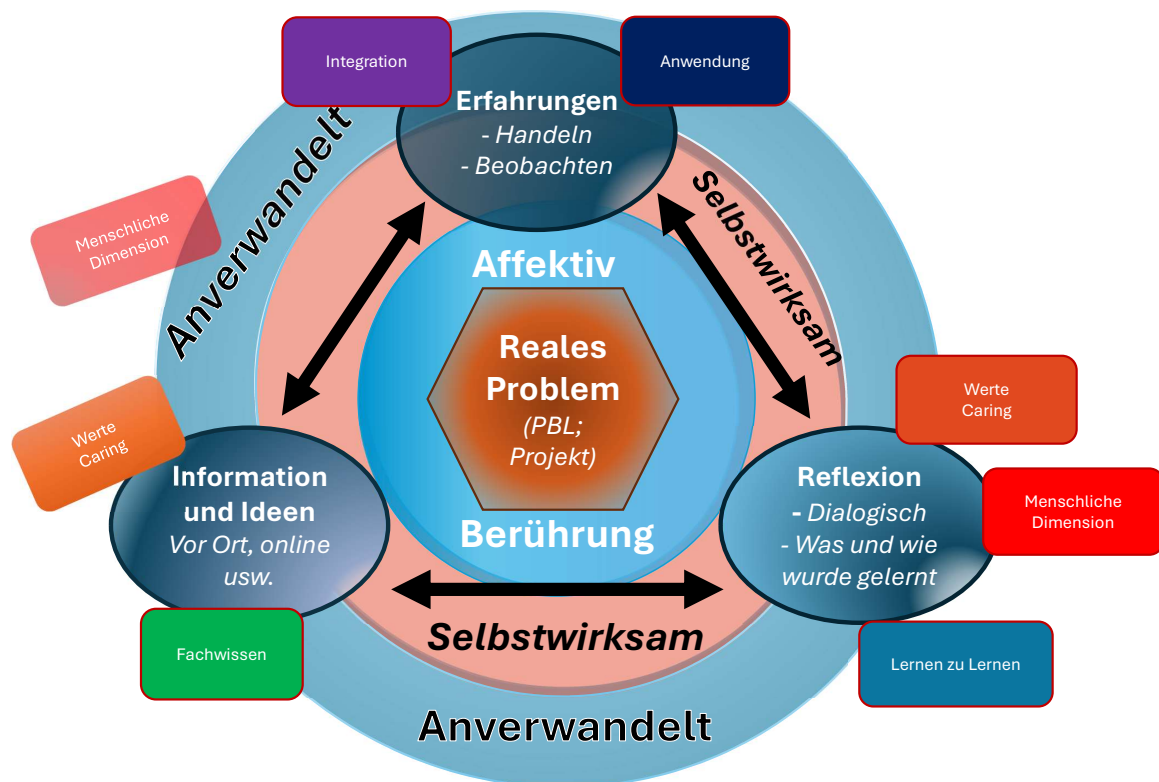 Integration
Anwendung
Erfahrungen
- Handeln
- Beobachten
Menschliche
Dimension
Anverwandelt
Selbstwirksam
Affektiv
Reales
Problem
(PBL;
Projekt)
Berührung
Werte
Caring
Werte
Caring
Information
und Ideen
Vor Ort, online
usw.
Reflexion
- Dialogisch
- Was und wie
wurde gelernt
Menschliche
Dimension
Fachwissen
Selbstwirksam
Lernen zu Lernen
Anverwandelt